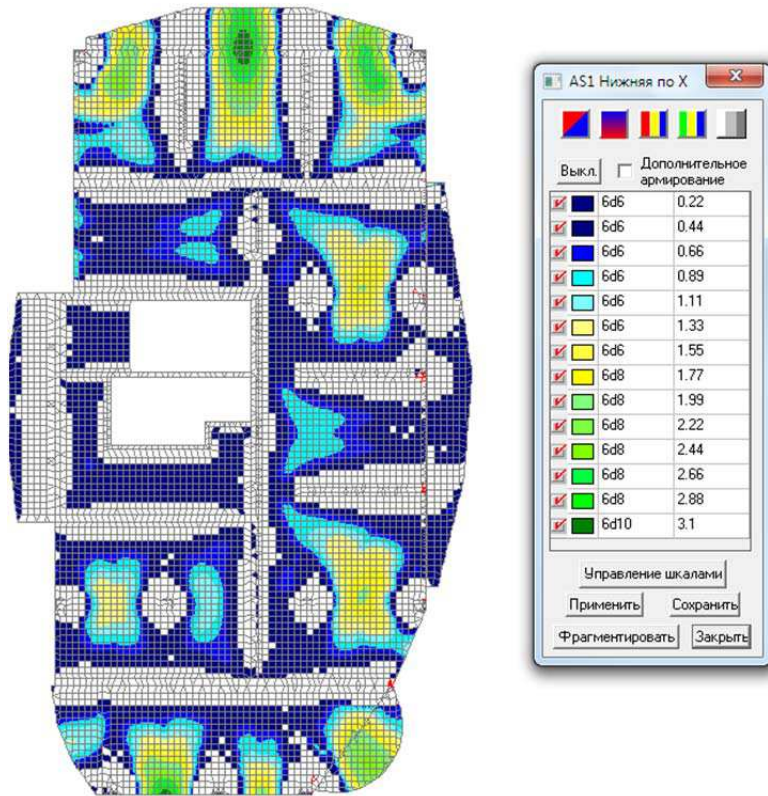 AS1 Нижняя по X
Выкл.
Дополнительное
армирование
6d6 0.22
6d6 0.44
6d6 0.66
6d6 0.89
6d6 1.11
6d6 1.33
6d6 1.55
6d8 1.77
6d8 1.99
6d8 2.22
6d8 2.44
6d8 2.66
6d8 2.88
6d10 3.1
Управление шкалами
Применить Сохранить
Фрагментировать Закрыть